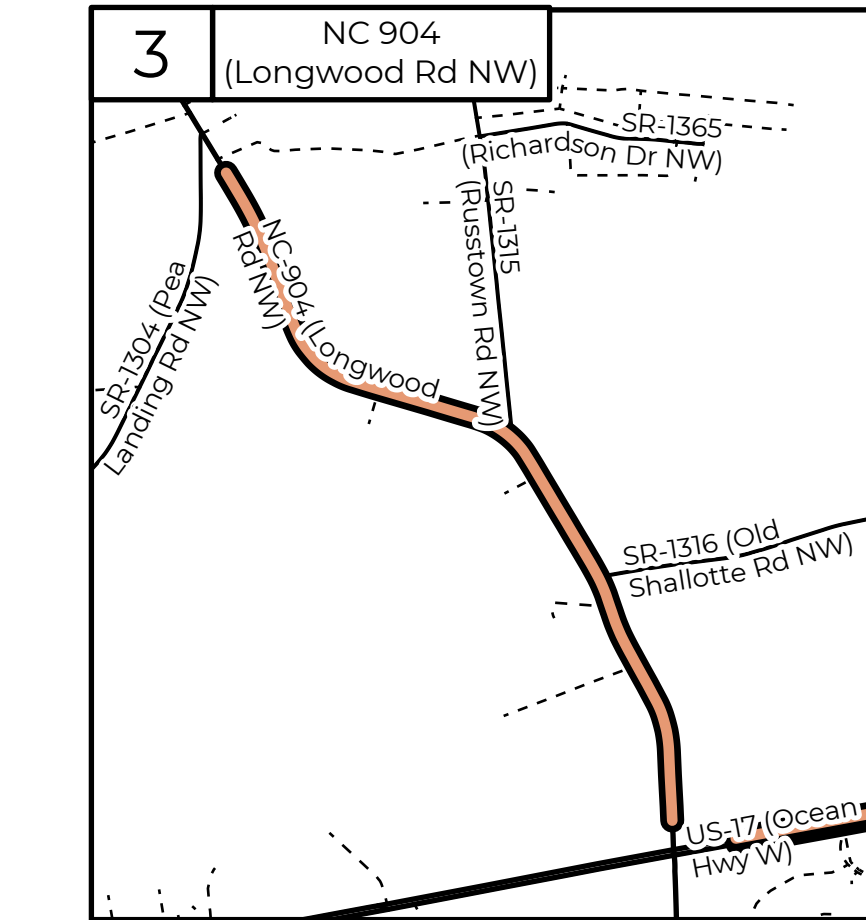 3
NC 904
(Longwood Rd NW)
SR-1365
(Richardson Dr NW)
SR-1315
(Russtown Rd NW)
NC-904 (Longwood
Rd NW)
SR-1304 (Pea
Landing Rd NW)
SR-1316 (Old
Shallotte Rd NW)
US-17 (Ocean
Hwy W)